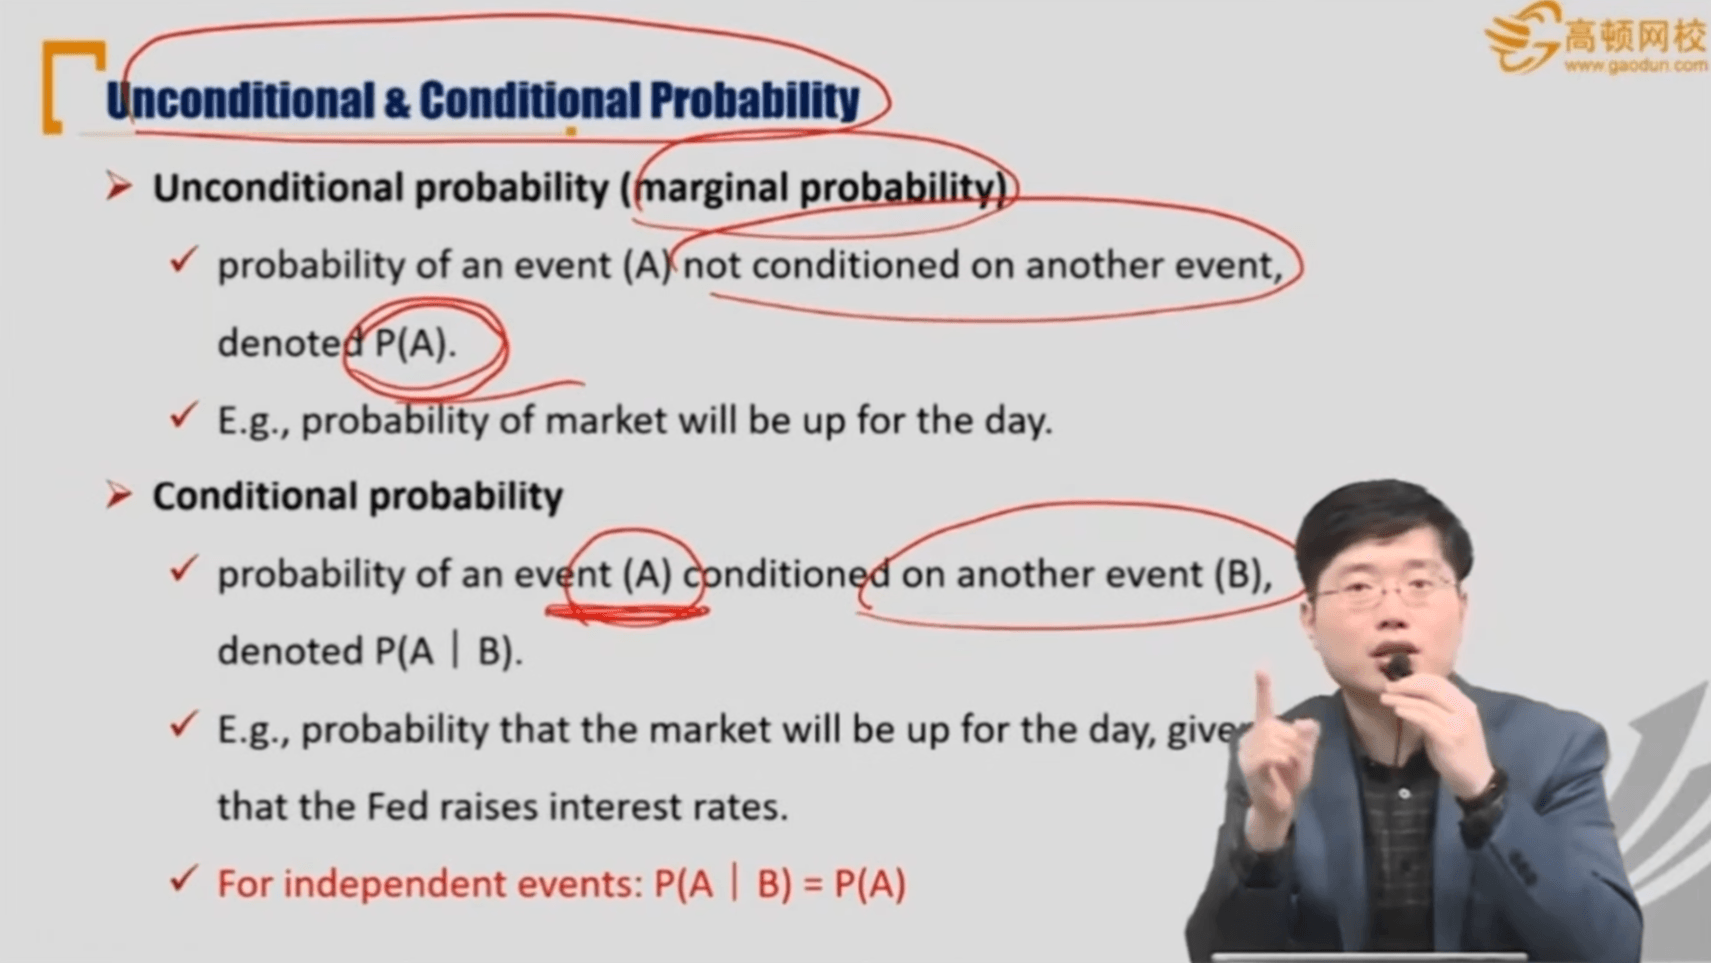 高顿网校
www.gaodun.com
Unconditional & Conditional Probability
Unconditional probability (marginal probability)
probability of an event (A) not conditioned on another event,
denoted P(A).
E.g., probability of market will be up for the day.
Conditional probability
probability of an event (A) conditioned on another event (B),
denoted P(A | B).
E.g., probability that the market will be up for the day, give
that the Fed raises interest rates.
For independent events: P(A | B) = P(A)